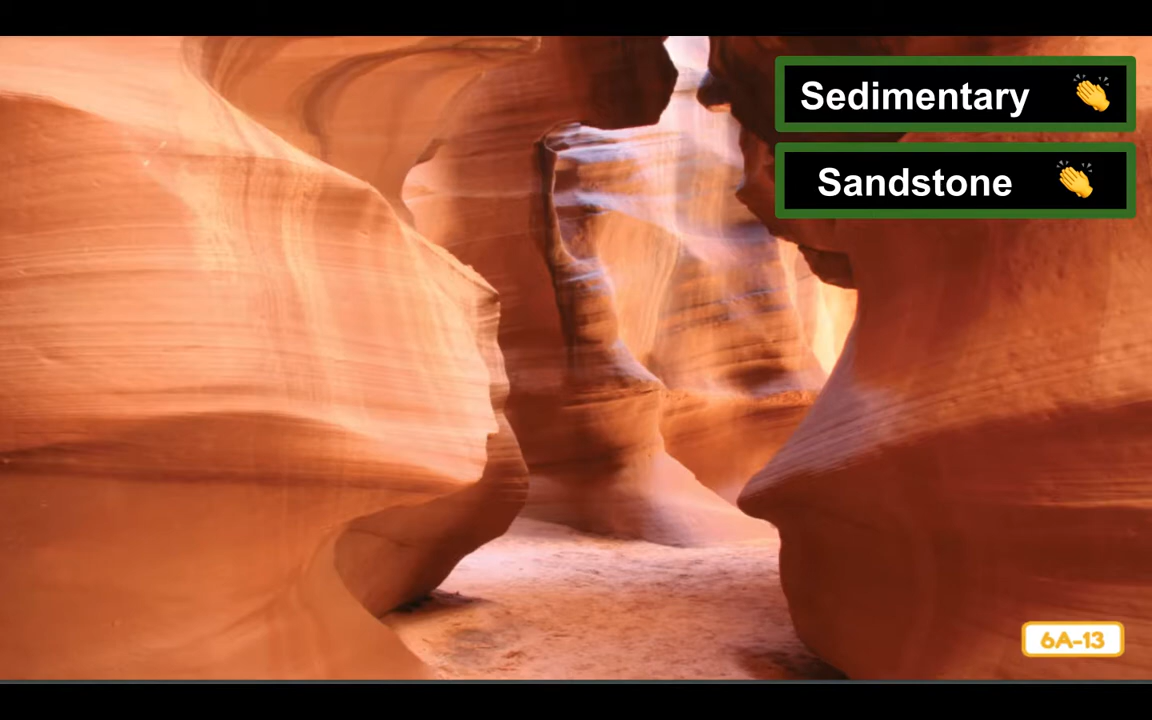 Sedimentary 👏
Sandstone 👏
6A-13